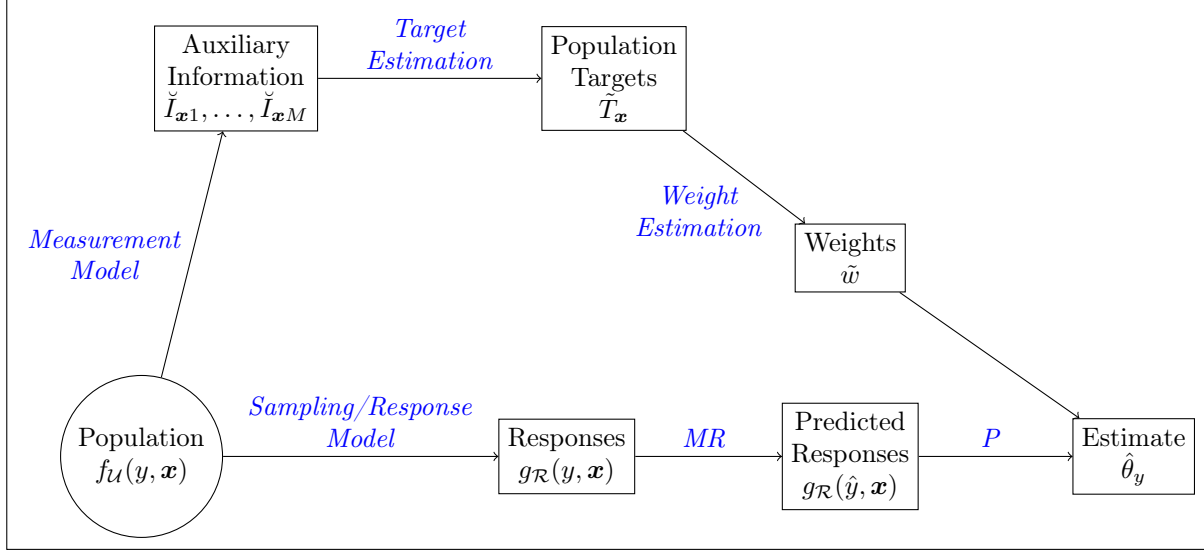 Auxiliary
Information
Ĭ𝒙1, . . . , Ĭ𝒙M
Target
Estimation
Population
Targets
T̃𝒙
Measurement
Model
Weight
Estimation
Weights
w̃
Population
f𝒰(y, 𝒙)
Sampling/Response
Model
Responses
gℛ(y, 𝒙)
MR
Predicted
Responses
gℛ(ŷ, 𝒙)
P
Estimate
θ̂y